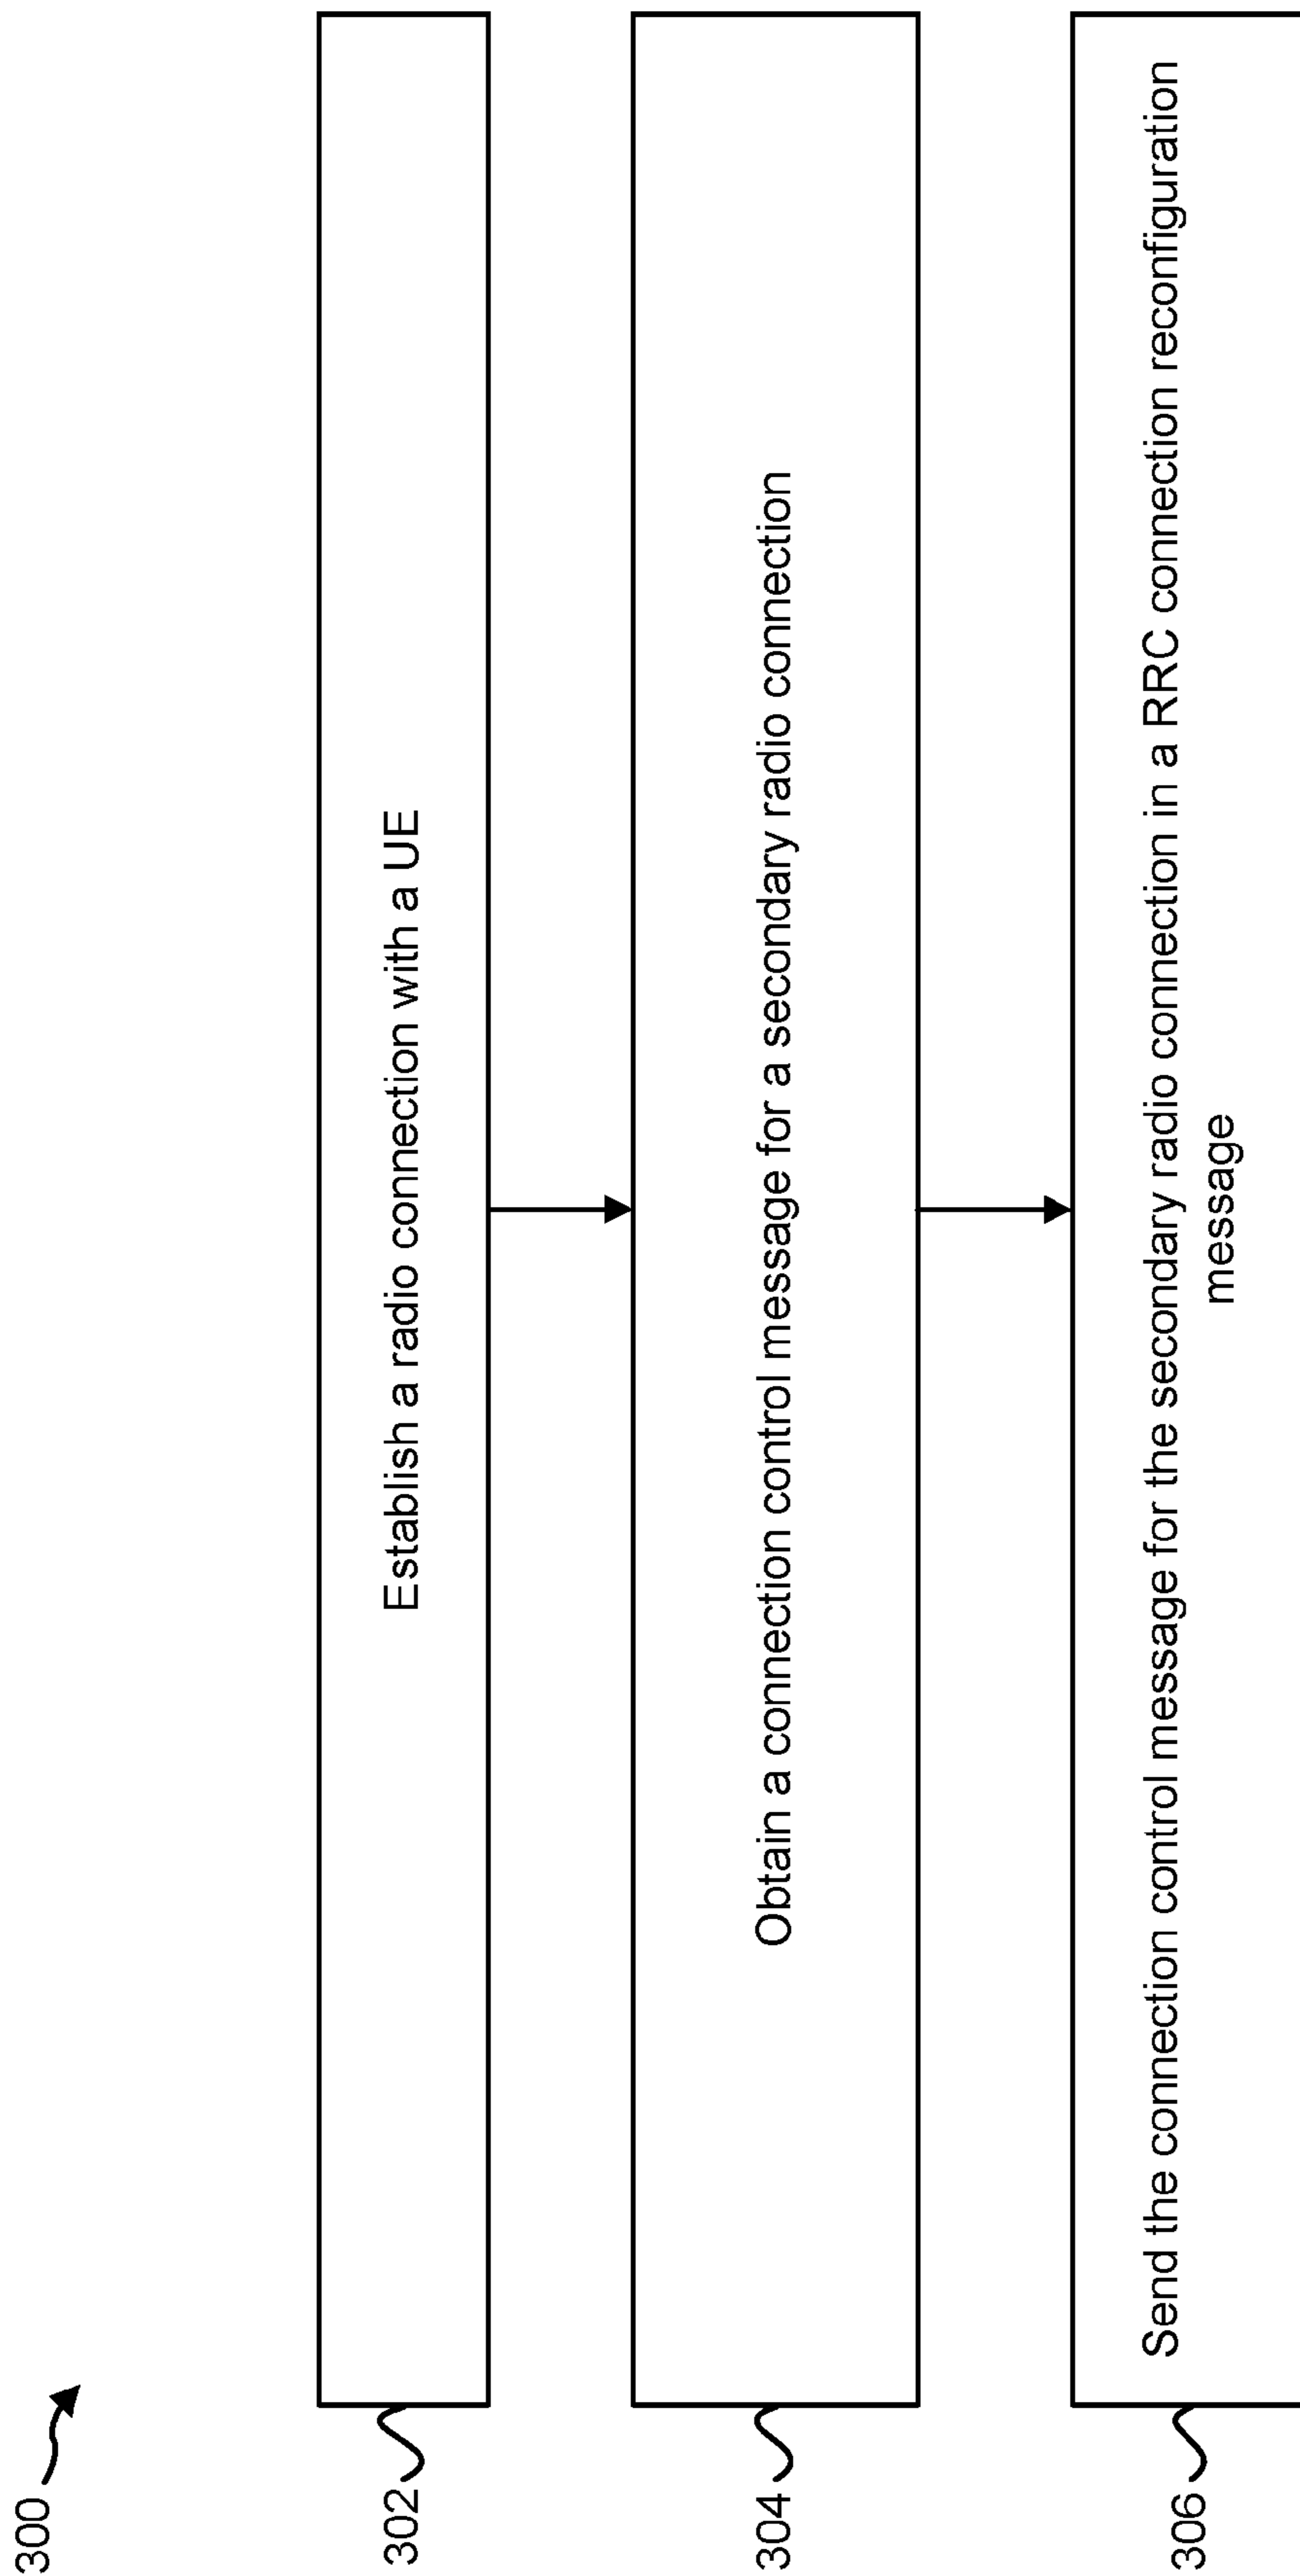 300
302
Establish a radio connection with a UE
304
Obtain a connection control message for a secondary radio connection
306
Send the connection control message for the secondary radio connection in a RRC connection reconfiguration
message